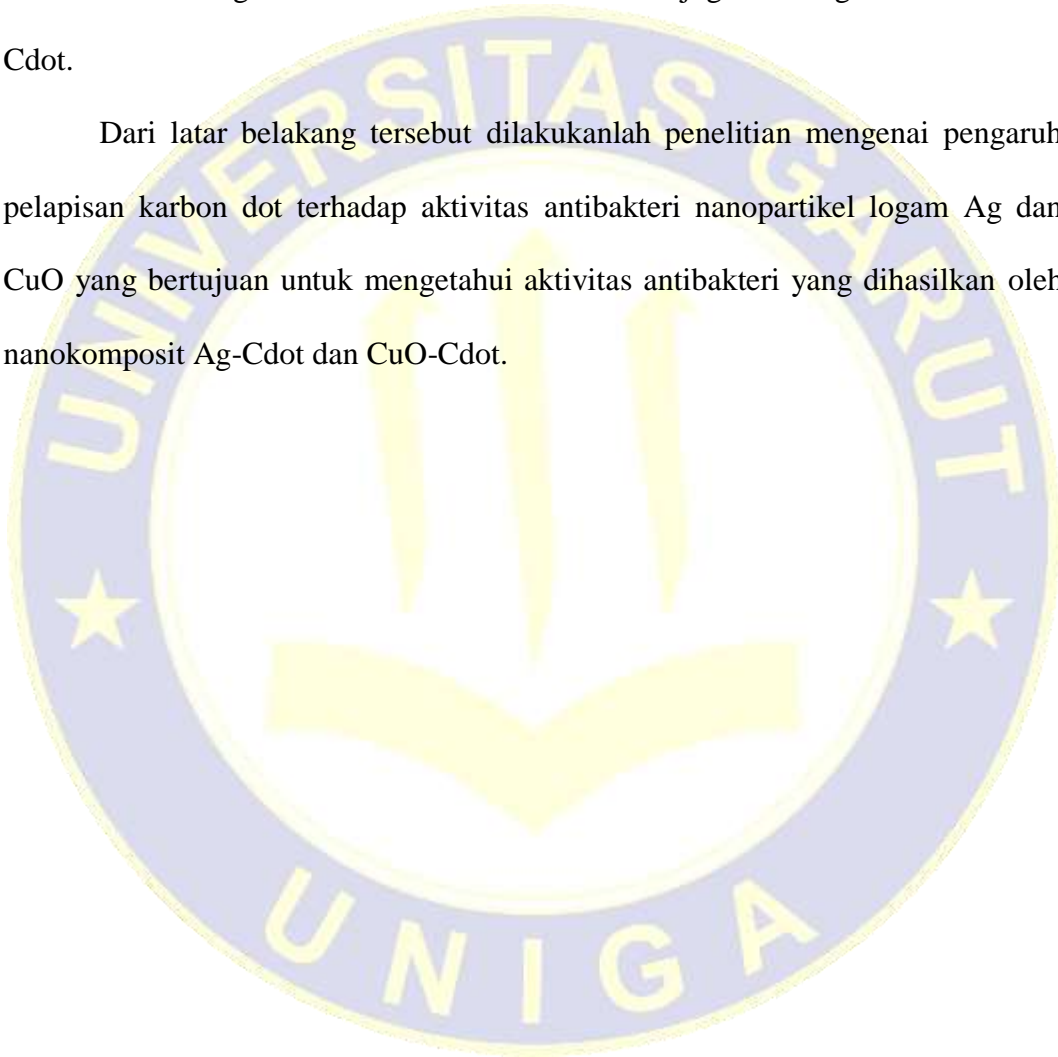 Cdot.
Dari latar belakang tersebut dilakukanlah penelitian mengenai pengaruh
pelapisan karbon dot terhadap aktivitas antibakteri nanopartikel logam Ag dan
CuO yang bertujuan untuk mengetahui aktivitas antibakteri yang dihasilkan oleh
nanokomposit Ag-Cdot dan CuO-Cdot.
UNIVERSITAS GARUT
UNIGA